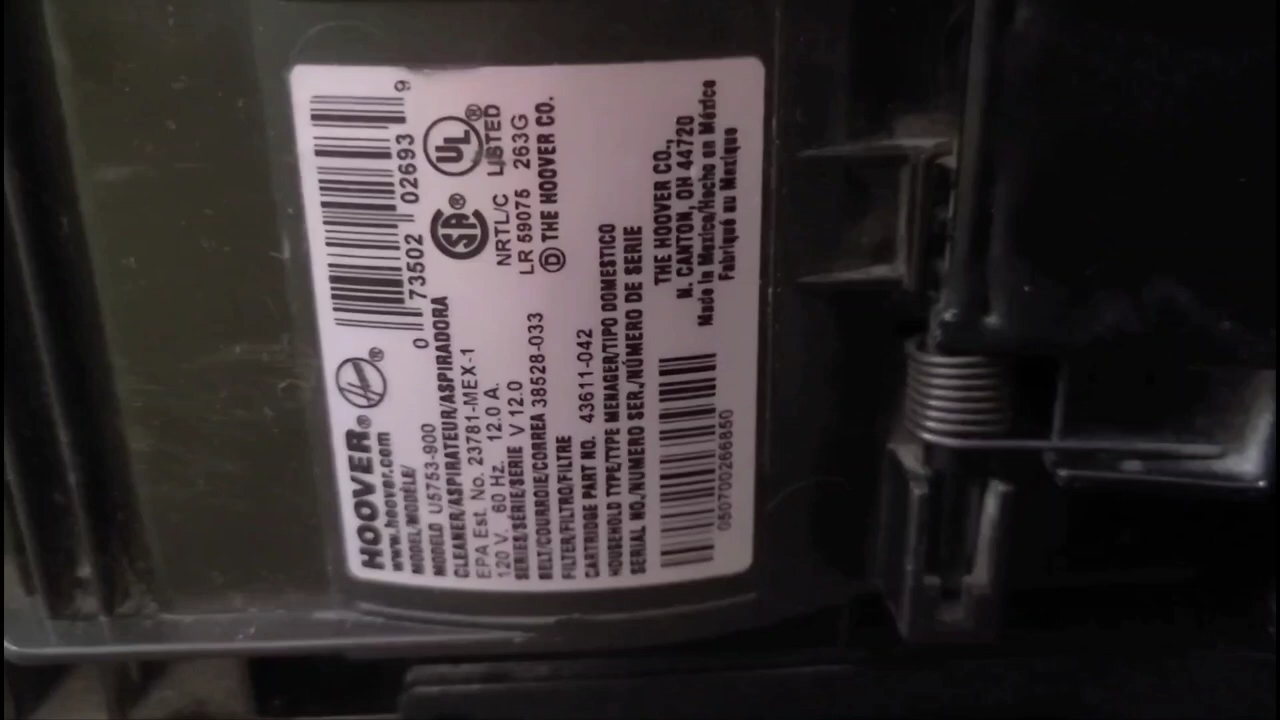 HOOVER®
www.hoover.com
MODEL/MODÈLE/
MODELO U5753-900
CLEANER/ASPIRATEUR/ASPIRADORA
EPA Est. No. 23781-MEX-1
120 V. 60 Hz. 12.0 A.
SERIES/SÉRIE/SERIE V 12.0
BELT/COURROIE/CORREA 38528-033
FILTER/FILTRO/FILTRE
CARTRIDGE PART NO. 43611-042
HOUSEHOLD TYPE/TYPE MENAGER/TIPO DOMESTICO
SERIAL NO./NUMERO SER./NÚMERO DE SERIE
050700266850
0 73502 02693 9
SA® UL®
NRTL/C LISTED
LR 59075 263G
D THE HOOVER CO.
THE HOOVER CO.,
N. CANTON, OH 44720
Made in Mexico/Hecho en México
Fabriqué au Mexique